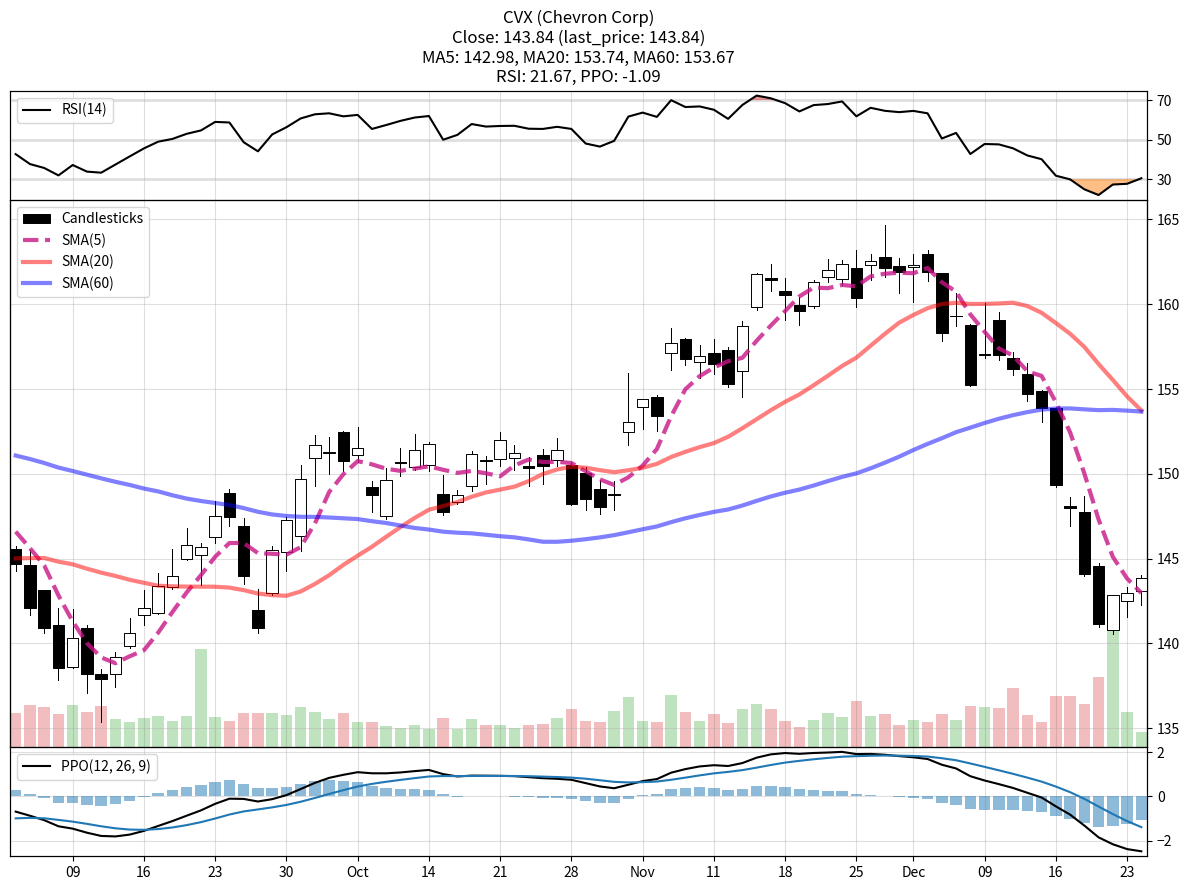 CVX (Chevron Corp)
Close: 143.84 (last_price: 143.84)
MA5: 142.98, MA20: 153.74, MA60: 153.67
RSI: 21.67, PPO: -1.09
RSI(14)
70
50
30
Candlesticks
SMA(5)
SMA(20)
SMA(60)
165
160
155
150
145
140
135
PPO(12, 26, 9)
2
0
−2
09 16 23 30 Oct 14 21 28 Nov 11 18 25 Dec 09 16 23